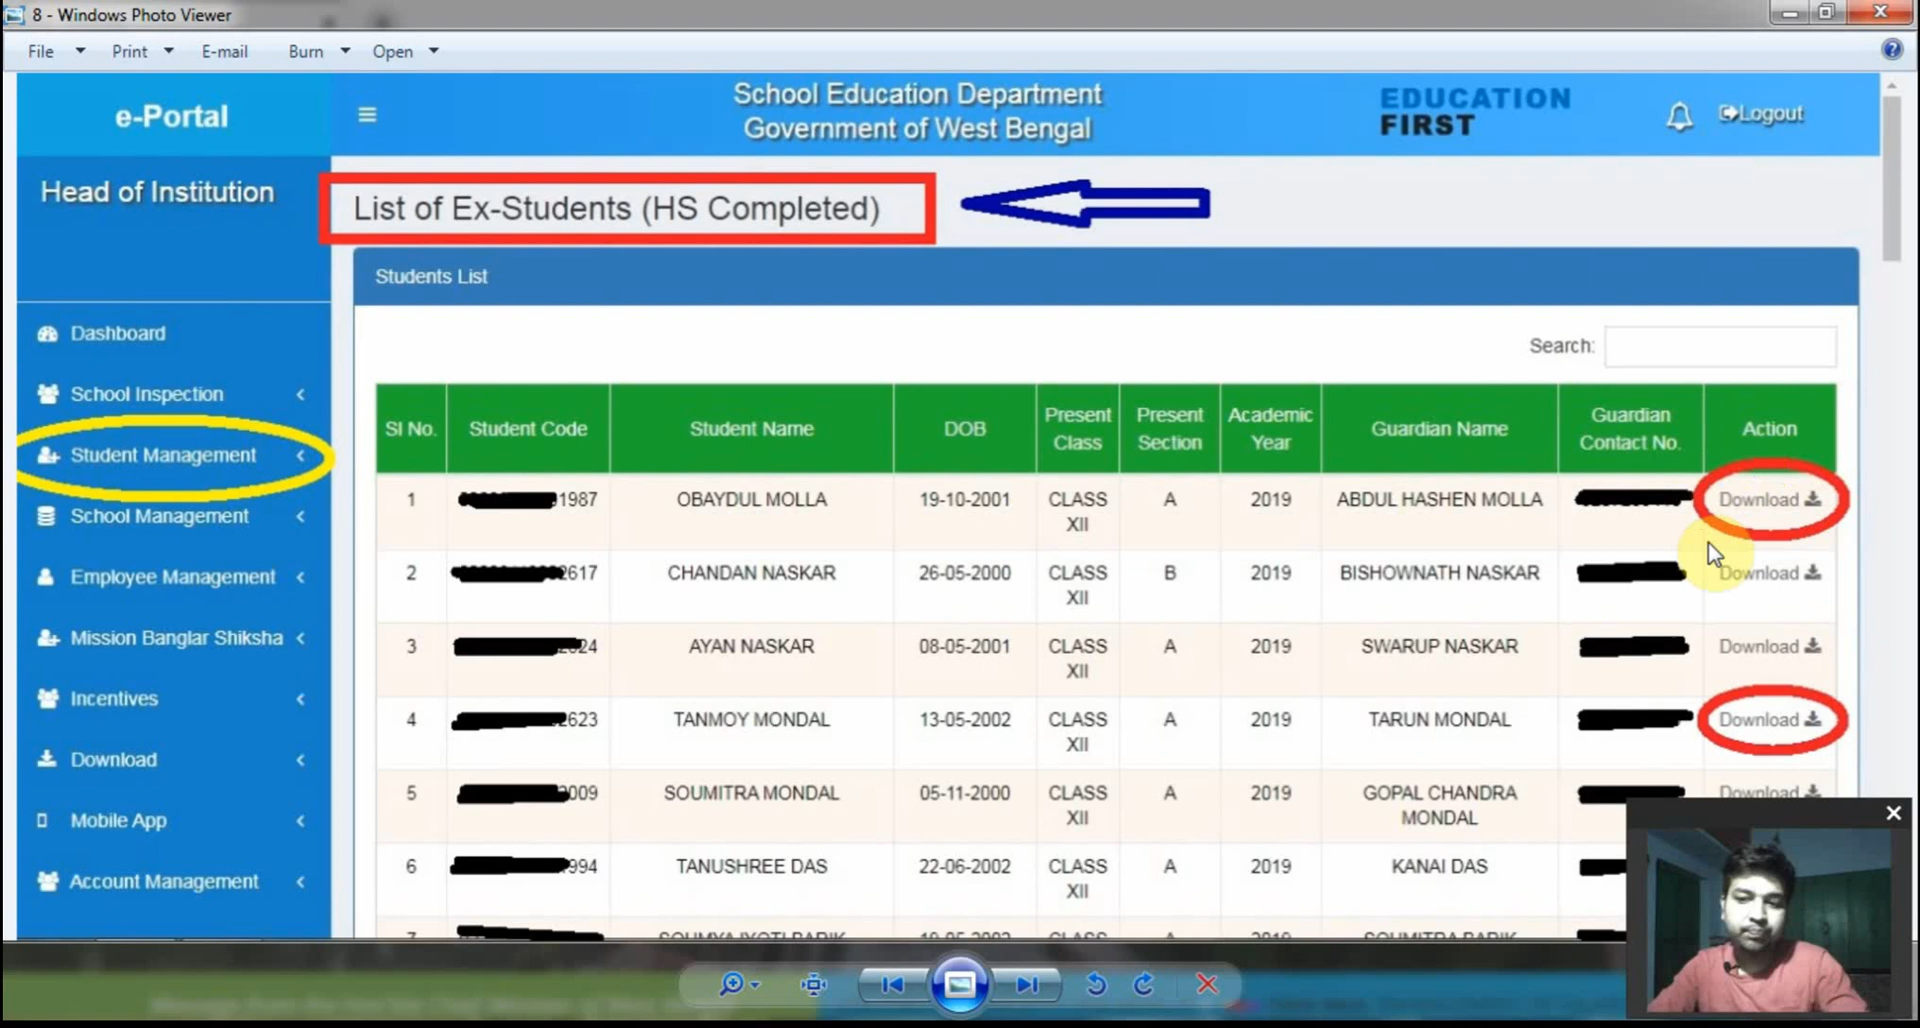 8 - Windows Photo Viewer
File Print E-mail Burn Open
e-Portal
School Education Department
Government of West Bengal
EDUCATION
FIRST
Logout
Head of Institution
List of Ex-Students (HS Completed)
Students List
Dashboard
School Inspection
Student Management
School Management
Employee Management
Mission Banglar Shiksha
Incentives
Download
Mobile App
Account Management
Search:
Sl No. Student Code Student Name DOB Present Class Present Section Academic Year Guardian Name Guardian Contact No. Action
1 1987 OBAYDUL MOLLA 19-10-2001 CLASS XII A 2019 ABDUL HASHEN MOLLA Download
2 2617 CHANDAN NASKAR 26-05-2000 CLASS XII B 2019 BISHOWNATH NASKAR Download
3 24 AYAN NASKAR 08-05-2001 CLASS XII A 2019 SWARUP NASKAR Download
4 2623 TANMOY MONDAL 13-05-2002 CLASS XII A 2019 TARUN MONDAL Download
5 009 SOUMITRA MONDAL 05-11-2000 CLASS XII A 2019 GOPAL CHANDRA MONDAL Download
6 994 TANUSHREE DAS 22-06-2002 CLASS XII A 2019 KANAI DAS